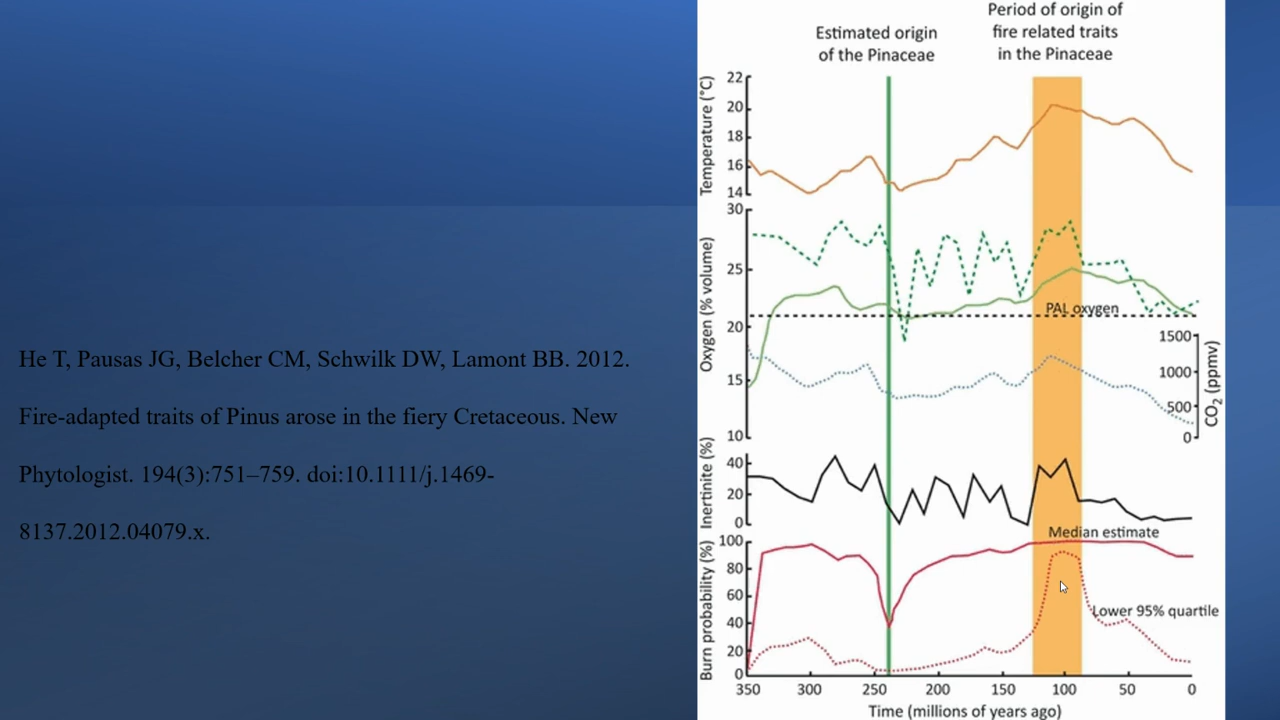 He T, Pausas JG, Belcher CM, Schwilk DW, Lamont BB. 2012.
Fire-adapted traits of Pinus arose in the fiery Cretaceous. New
Phytologist. 194(3):751–759. doi:10.1111/j.1469-
8137.2012.04079.x.
Estimated origin
of the Pinaceae
Period of origin of
fire related traits
in the Pinaceae
Temperature (°C)
22
20
18
16
14
Oxygen (% volume)
30
25
20
15
10
PAL oxygen
CO2 (ppmv)
1500
1000
500
0
Inertinite (%)
40
20
0
Burn probability (%)
100
80
60
40
20
0
Median estimate
Lower 95% quartile
350 300 250 200 150 100 50 0
Time (millions of years ago)